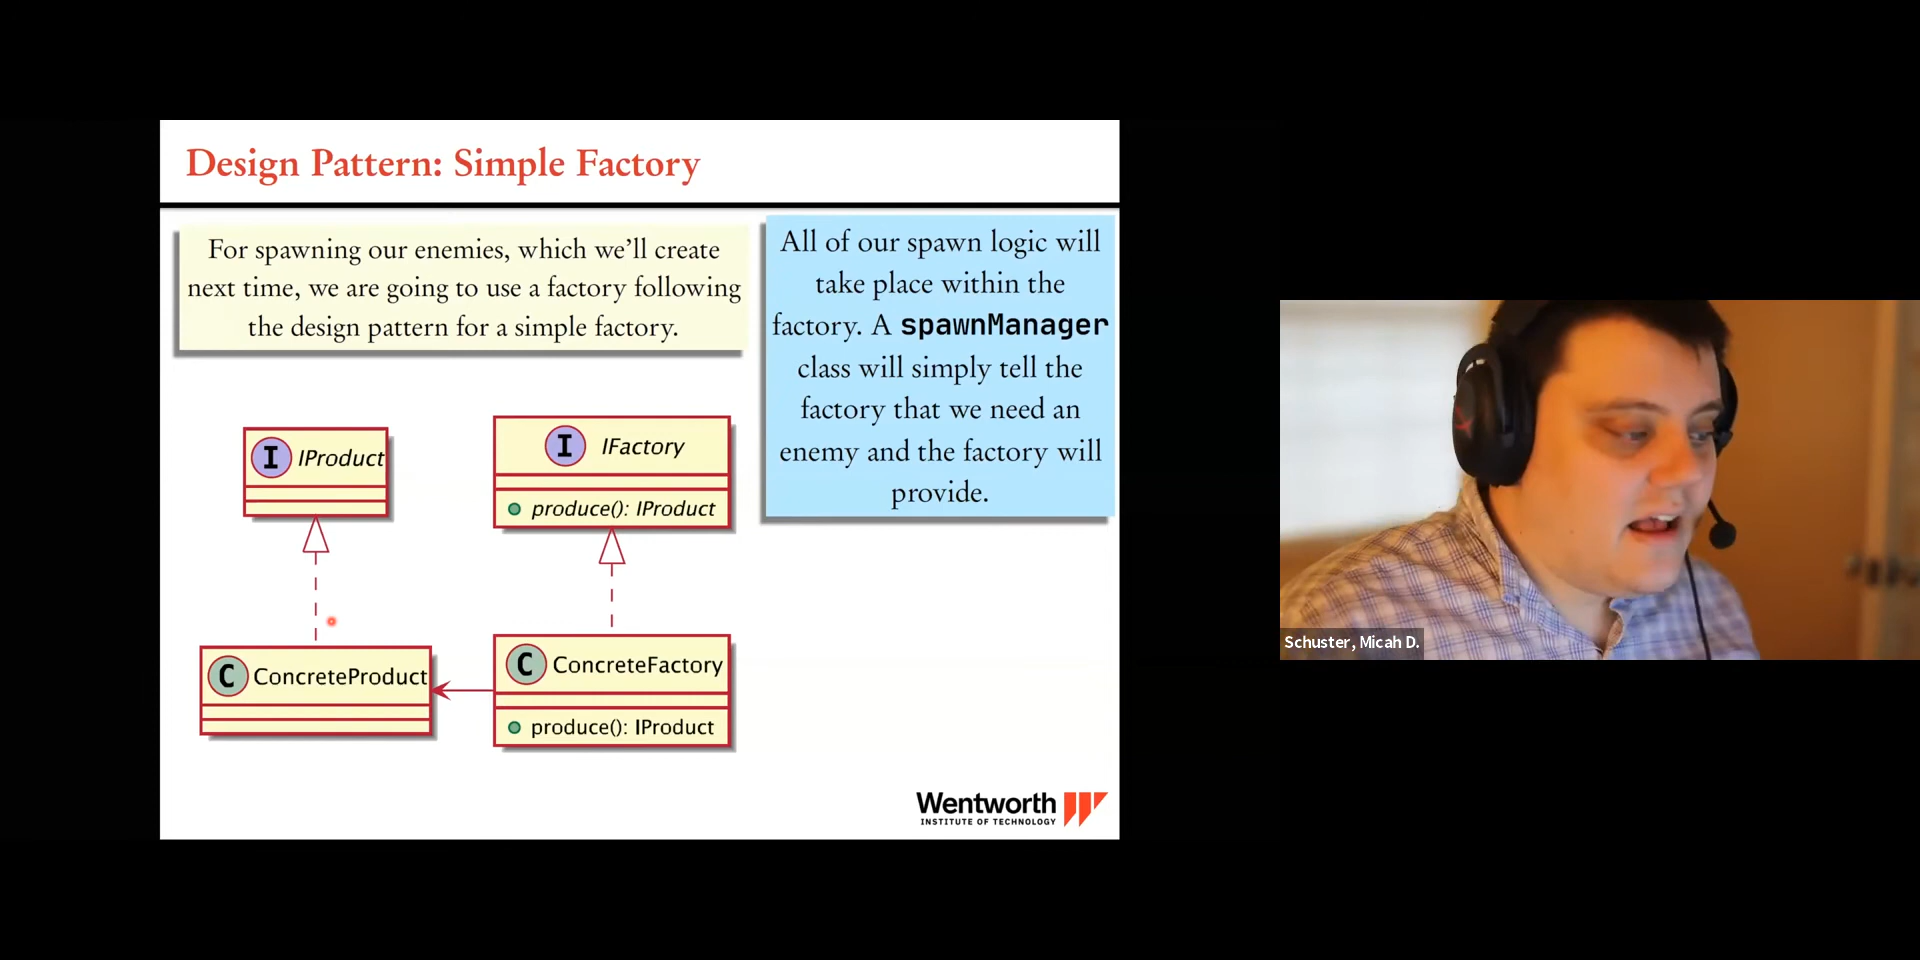 Design Pattern: Simple Factory
For spawning our enemies, which we'll create
next time, we are going to use a factory following
the design pattern for a simple factory.
All of our spawn logic will
take place within the
factory. A spawnManager
class will simply tell the
factory that we need an
enemy and the factory will
provide.
I IProduct
I IFactory
produce(): IProduct
C ConcreteProduct
C ConcreteFactory
produce(): IProduct
Wentworth
INSTITUTE OF TECHNOLOGY
Schuster, Micah D.